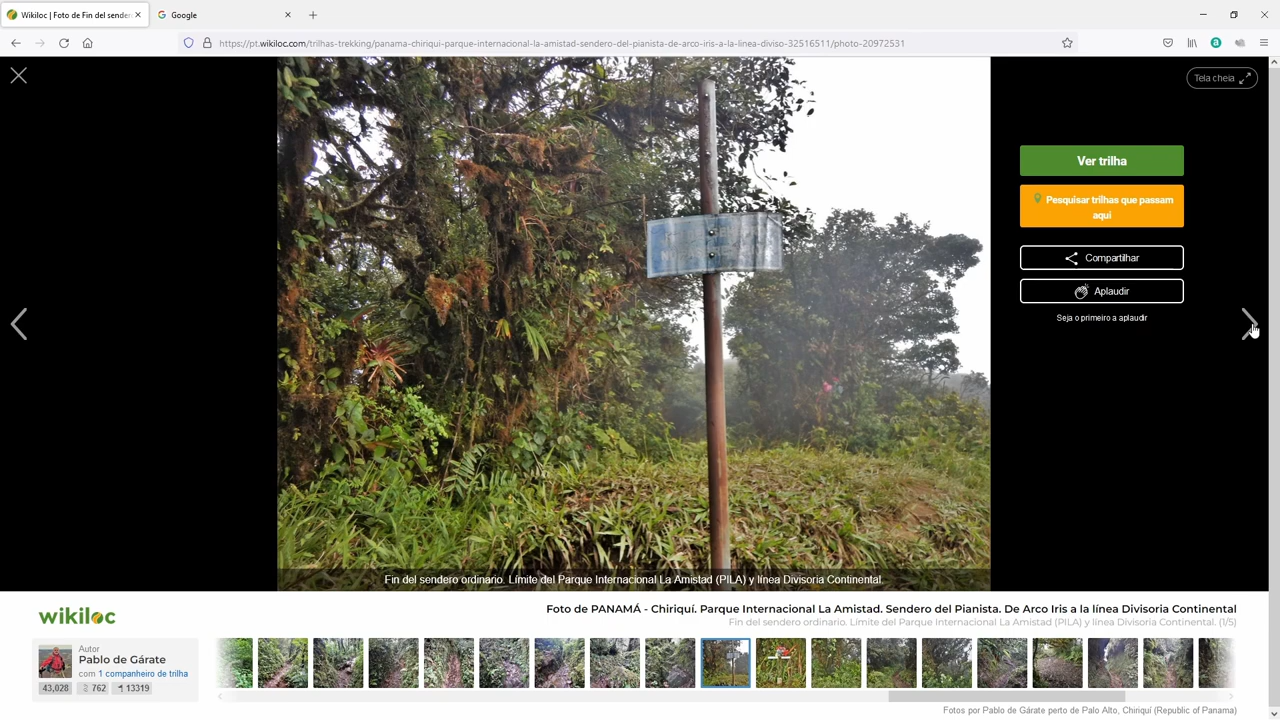 Wikiloc | Foto de Fin del sender
Google
https://pt.wikiloc.com/trilhas-trekking/panama-chiriqui-parque-internacional-la-amistad-sendero-del-pianista-de-arco-iris-a-la-linea-diviso-32516511/photo-20972531
Tela cheia
Ver trilha
Pesquisar trilhas que passam
aqui
Compartilhar
Aplaudir
Seja o primeiro a aplaudir
Fin del sendero ordinario. Límite del Parque Internacional La Amistad (PILA) y línea Divisoria Continental.
wikiloc
Foto de PANAMÁ - Chiriquí. Parque Internacional La Amistad. Sendero del Pianista. De Arco Iris a la línea Divisoria Continental
Fin del sendero ordinario. Límite del Parque Internacional La Amistad (PILA) y línea Divisoria Continental. (1/5)
Autor
Pablo de Gárate
com 1 companheiro de trilha
43,028 762 13319
Fotos por Pablo de Gárate perto de Palo Alto, Chiriquí (Republic of Panama)